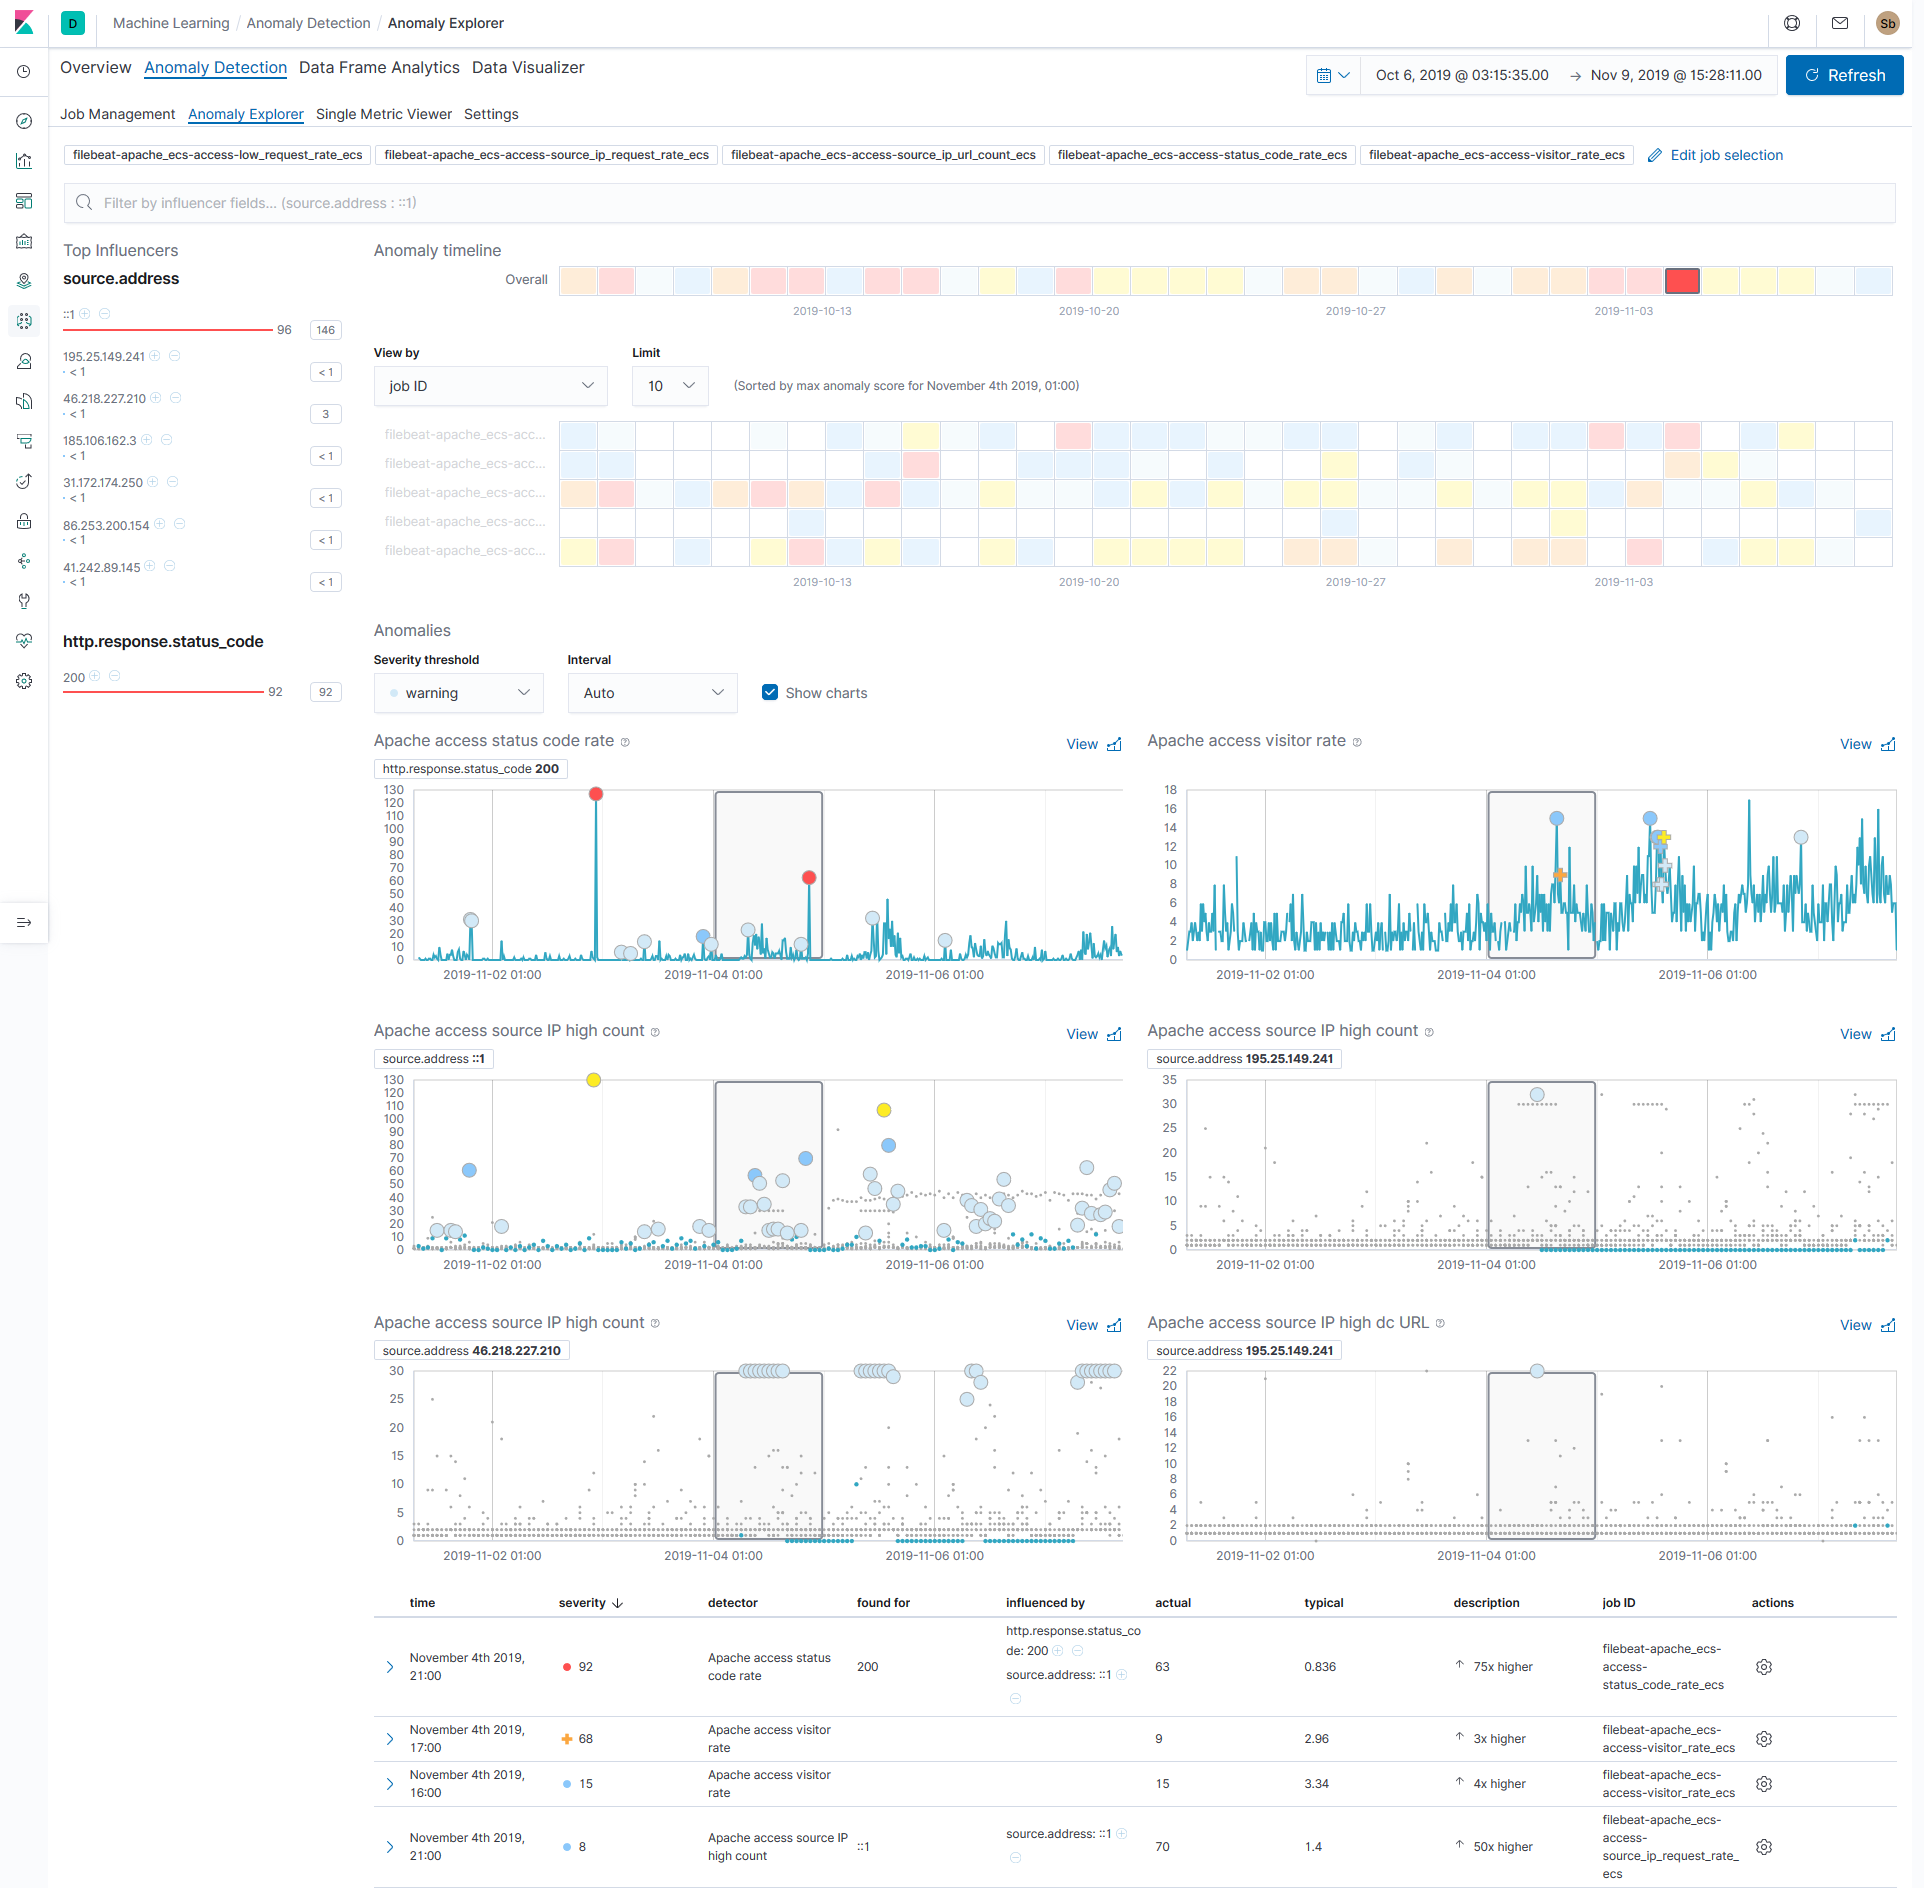 D Machine Learning / Anomaly Detection / Anomaly Explorer Sb
Overview Anomaly Detection Data Frame Analytics Data Visualizer
Oct 6, 2019 @ 03:15:35.00 → Nov 9, 2019 @ 15:28:11.00 Refresh
Job Management Anomaly Explorer Single Metric Viewer Settings
filebeat-apache_ecs-access-low_request_rate_ecs filebeat-apache_ecs-access-source_ip_request_rate_ecs filebeat-apache_ecs-access-source_ip_url_count_ecs filebeat-apache_ecs-access-status_code_rate_ecs filebeat-apache_ecs-access-visitor_rate_ecs Edit job selection
Filter by influencer fields... (source.address : ::1)
Top Influencers
source.address
::1
96 146
195.25.149.241
< 1 < 1
46.218.227.210
< 1 3
185.106.162.3
< 1 < 1
31.172.174.250
< 1 < 1
86.253.200.154
< 1 < 1
41.242.89.145
< 1 < 1
http.response.status_code
200
92 92
Anomaly timeline
Overall
2019-10-13 2019-10-20 2019-10-27 2019-11-03
View by Limit
job ID 10 (Sorted by max anomaly score for November 4th 2019, 01:00)
filebeat-apache_ecs-acc...
filebeat-apache_ecs-acc...
filebeat-apache_ecs-acc...
filebeat-apache_ecs-acc...
filebeat-apache_ecs-acc...
2019-10-13 2019-10-20 2019-10-27 2019-11-03
Anomalies
Severity threshold Interval
warning Auto Show charts
Apache access status code rate View
http.response.status_code 200
130
120
110
100
90
80
70
60
50
40
30
20
10
0
2019-11-02 01:00 2019-11-04 01:00 2019-11-06 01:00
Apache access visitor rate View
18
16
14
12
10
8
6
4
2
0
2019-11-02 01:00 2019-11-04 01:00 2019-11-06 01:00
Apache access source IP high count View
source.address ::1
130
120
110
100
90
80
70
60
50
40
30
20
10
0
2019-11-02 01:00 2019-11-04 01:00 2019-11-06 01:00
Apache access source IP high count View
source.address 195.25.149.241
35
30
25
20
15
10
5
0
2019-11-02 01:00 2019-11-04 01:00 2019-11-06 01:00
Apache access source IP high count View
source.address 46.218.227.210
30
25
20
15
10
5
0
2019-11-02 01:00 2019-11-04 01:00 2019-11-06 01:00
Apache access source IP high dc URL View
source.address 195.25.149.241
22
20
18
16
14
12
10
8
6
4
2
0
2019-11-02 01:00 2019-11-04 01:00 2019-11-06 01:00
time severity ↓ detector found for influenced by actual typical description job ID actions
November 4th 2019,
21:00
92
Apache access status
code rate
200
http.response.status_co
de: 200
source.address: ::1
63
0.836
↑ 75x higher
filebeat-apache_ecs-
access-
status_code_rate_ecs
November 4th 2019,
17:00
68
Apache access visitor
rate
9
2.96
↑ 3x higher
filebeat-apache_ecs-
access-visitor_rate_ecs
November 4th 2019,
16:00
15
Apache access visitor
rate
15
3.34
↑ 4x higher
filebeat-apache_ecs-
access-visitor_rate_ecs
November 4th 2019,
21:00
8
Apache access source IP
high count
::1
source.address: ::1
70
1.4
↑ 50x higher
filebeat-apache_ecs-
access-
source_ip_request_rate_
ecs